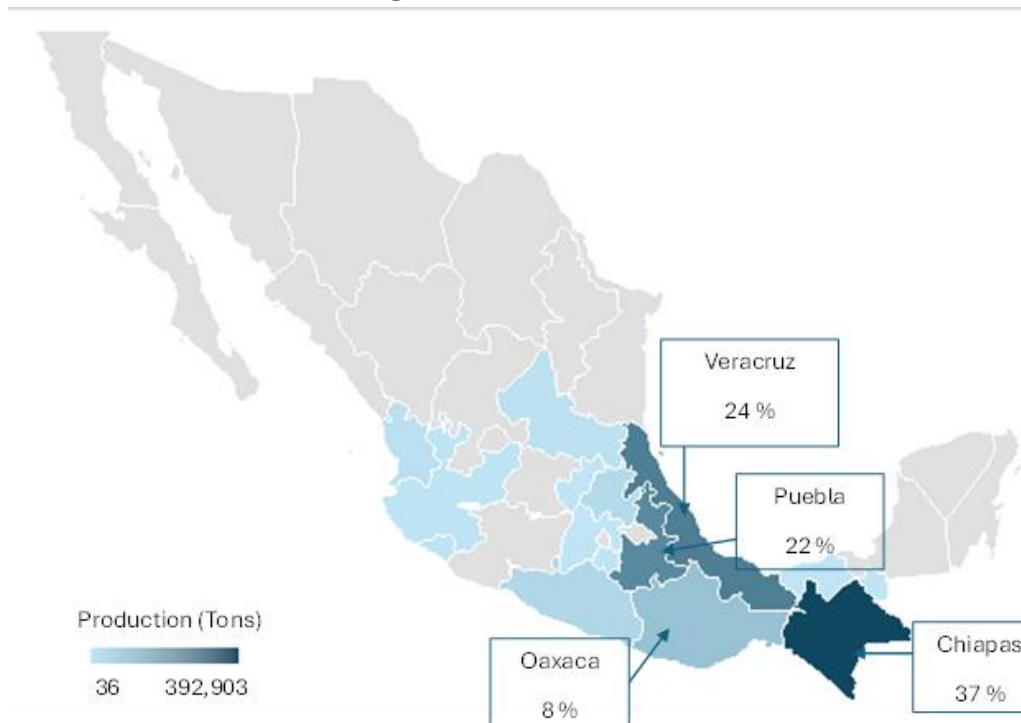 Veracruz
24 %
Puebla
22 %
Production (Tons)
36 392,903
Oaxaca
8 %
Chiapas
37 %